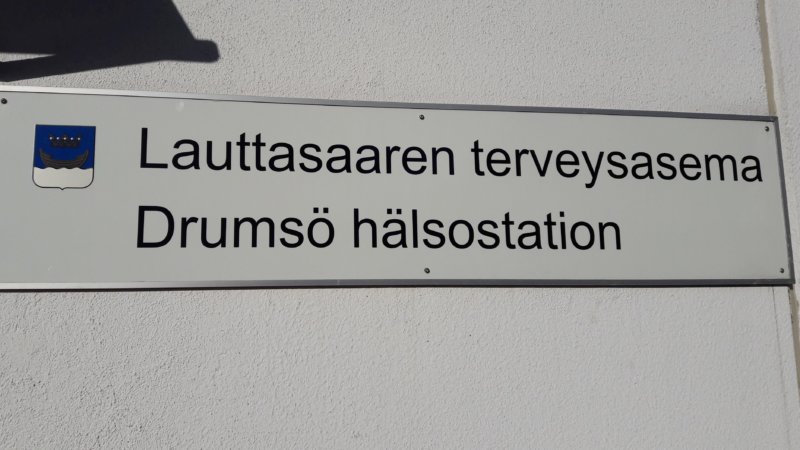 Lauttasaaren terveysasema
Drumsö hälsostation